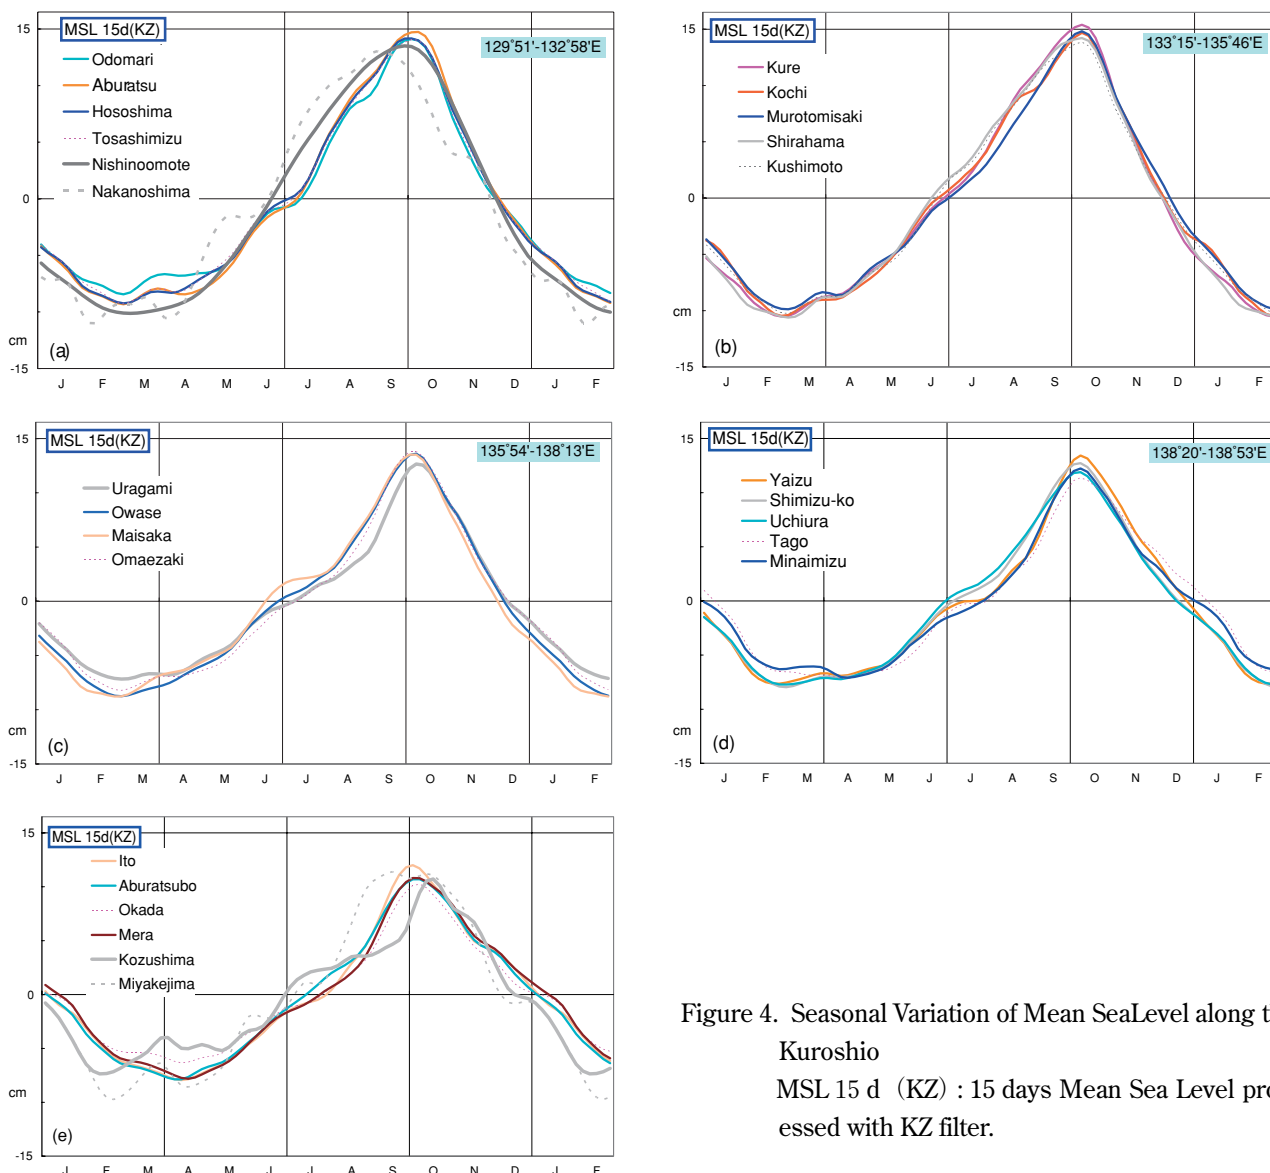 15
MSL 15d(KZ)
129°51'-132°58'E
Odomari
Aburatsu
Hososhima
Tosashimizu
Nishinoomote
Nakanoshima
0
cm
(a)
-15
J F M A M J J A S O N D J F
15
MSL 15d(KZ)
133°15'-135°46'E
Kure
Kochi
Murotomisaki
Shirahama
Kushimoto
0
cm
(b)
-15
J F M A M J J A S O N D J F
15
MSL 15d(KZ)
135°54'-138°13'E
Uragami
Owase
Maisaka
Omaezaki
0
cm
(c)
-15
J F M A M J J A S O N D J F
15
MSL 15d(KZ)
138°20'-138°53'E
Yaizu
Shimizu-ko
Uchiura
Tago
Minaimizu
0
cm
(d)
-15
J F M A M J J A S O N D J F
15
MSL 15d(KZ)
Ito
Aburatsubo
Okada
Mera
Kozushima
Miyakejima
0
cm
(e)
-15
J F M A M J J A S O N D J F
Figure 4. Seasonal Variation of Mean SeaLevel along t
Kuroshio
MSL 15 d (KZ) : 15 days Mean Sea Level pro
essed with KZ filter.